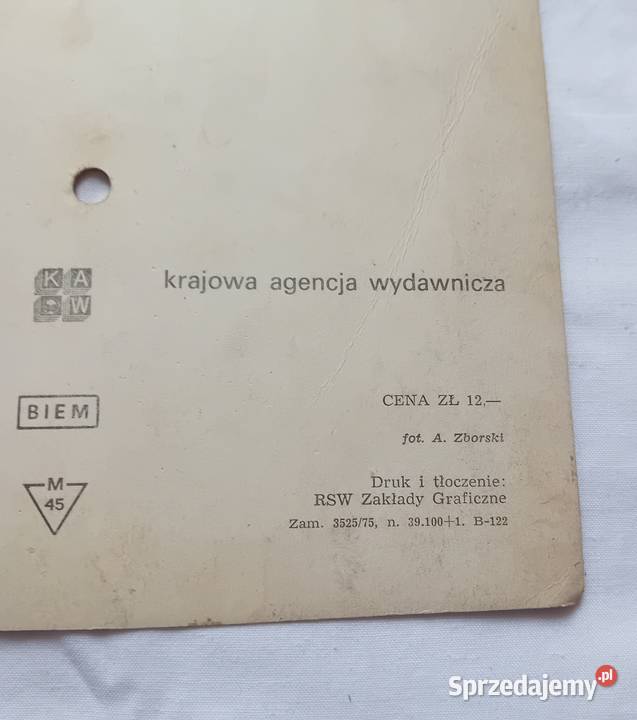 KA
W
krajowa agencja wydawnicza
BIEM
M
45
CENA ZŁ 12,—
fot. A. Zborski
Druk i tłoczenie:
RSW Zakłady Graficzne
Zam. 3525/75, n. 39.100+1. B-122
Sprzedajemy.pl